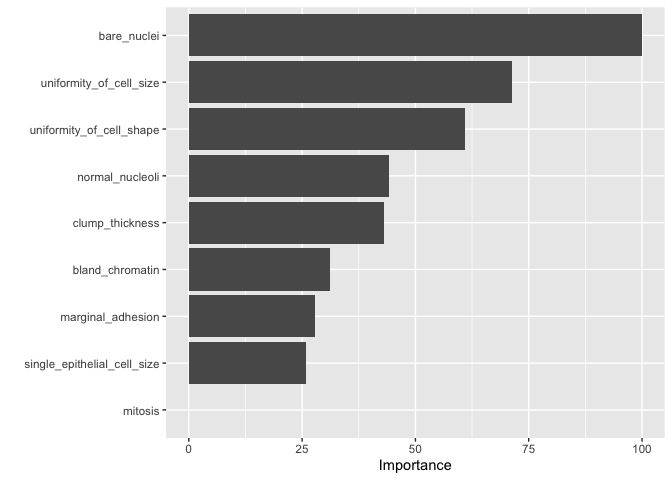 bare_nuclei
uniformity_of_cell_size
uniformity_of_cell_shape
normal_nucleoli
clump_thickness
bland_chromatin
marginal_adhesion
single_epithelial_cell_size
mitosis
0 25 50 75 100
Importance